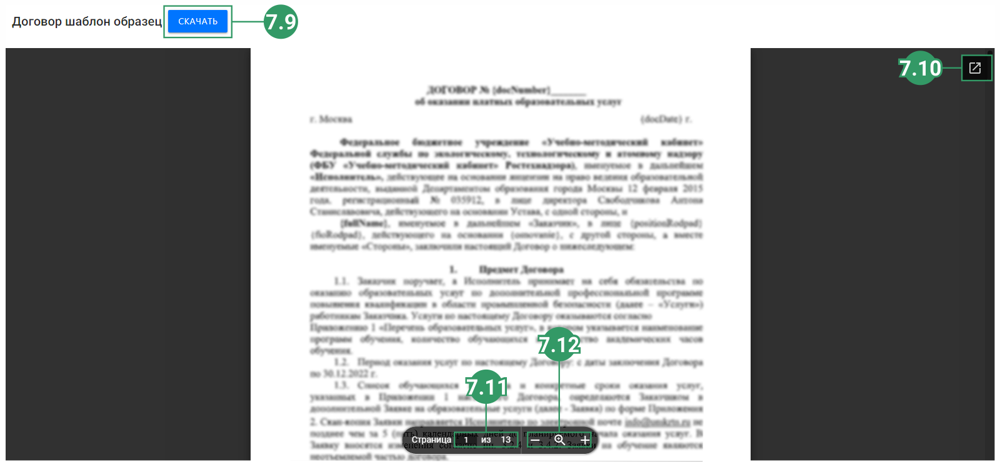 Договор шаблон образец СКАЧАТЬ 7.9
7.10
ДОГОВОР № {docNumber}_______
об оказании платных образовательных услуг
г. Москва {docDate} г.
Федеральное бюджетное учреждение «Учебно-методический кабинет»
Федеральной службы по экологическому, технологическому и атомному надзору
(ФБУ «Учебно-методический кабинет» Ростехнадзора), именуемое в дальнейшем
«Исполнитель», действующее на основании лицензии на право ведения образовательной
деятельности, выданной Департаментом образования города Москвы 12 февраля 2015
года, регистрационный № 035912, в лице директора Свободчикова Антона
Станиславовича, действующего на основании Устава, с одной стороны, и
{fullName}, именуемое в дальнейшем «Заказчик», в лице {positionRodpad}
{fioRodpad}, действующего на основании {osnovanie}, с другой стороны, а вместе
именуемые «Стороны», заключили настоящий Договор о нижеследующем:
1. Предмет Договора
1.1. Заказчик поручает, а Исполнитель принимает на себя обязательства по
оказанию образовательных услуг по дополнительной профессиональной программе
повышения квалификации в области промышленной безопасности (далее – «Услуги»)
работникам Заказчика. Услуги по настоящему Договору оказываются согласно
Приложению 1 «Перечень образовательных услуг», в указывается наименование
программ обучения, количество обучающихся академических часов
7.12
обучения.
1.2. Период оказания услуг по настоящему Договору: с даты заключения Договора
по 30.12.2022 г.
1.3. Список обучающихся и конкретные сроки оказания услуг,
7.11
указанных в Приложении 1 Договора, определяются Заказчиком в
дополнительной Заявке на образовательные услуги (далее - Заявка) по форме Приложения
2. Скан-копия Заявки направляется Исполнителю по электронной почте info@umkrtn.ru не
позднее чем за 5 (пять) календарных дней до планируемого начала оказания услуг. В
Страница 1 из 13
Заявку вносятся изменения согласно пп. 3.2.4 и 3.4.2. Заявки на обучение являются
неотъемлемой частью договора.